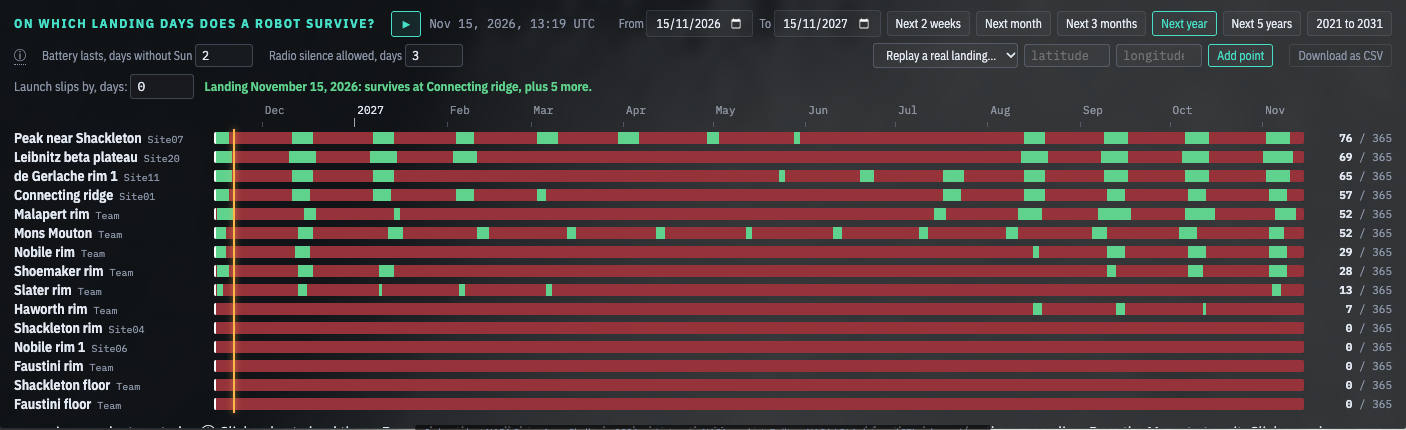 ON WHICH LANDING DAYS DOES A ROBOT SURVIVE? ▶ Nov 15, 2026, 13:19 UTC From 15/11/2026 To 15/11/2027 Next 2 weeks Next month Next 3 months Next year Next 5 years 2021 to 2031
ⓘ Battery lasts, days without Sun 2 Radio silence allowed, days 3 Replay a real landing... latitude longitude Add point Download as CSV
Launch slips by, days: 0 Landing November 15, 2026: survives at Connecting ridge, plus 5 more.
Dec 2027 Feb Mar Apr May Jun Jul Aug Sep Oct Nov
Peak near Shackleton Site07 76 / 365
Leibnitz beta plateau Site20 69 / 365
de Gerlache rim 1 Site11 65 / 365
Connecting ridge Site01 57 / 365
Malapert rim Team 52 / 365
Mons Mouton Team 52 / 365
Nobile rim Team 29 / 365
Shoemaker rim Team 28 / 365
Slater rim Team 13 / 365
Haworth rim Team 7 / 365
Shackleton rim Site04 0 / 365
Nobile rim 1 Site06 0 / 365
Faustini rim Team 0 / 365
Shackleton floor Team 0 / 365
Faustini floor Team 0 / 365